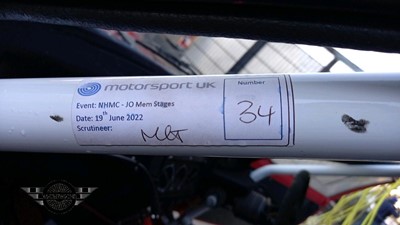 motorsport UK
Number
Event: NHMC - JO Mem Stages
34
Date: 19th June 2022
Scrutineer: